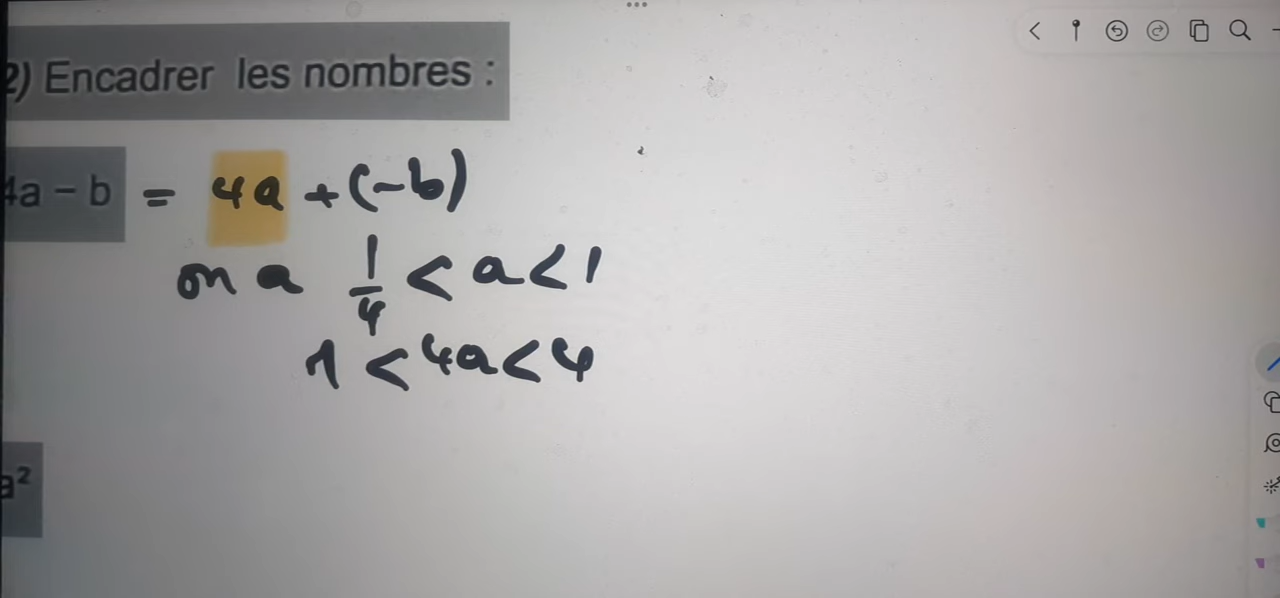 2) Encadrer les nombres :
4a – b = 4a + (-b)
on a 1/4 < a < 1
1 < 4a < 4
a²